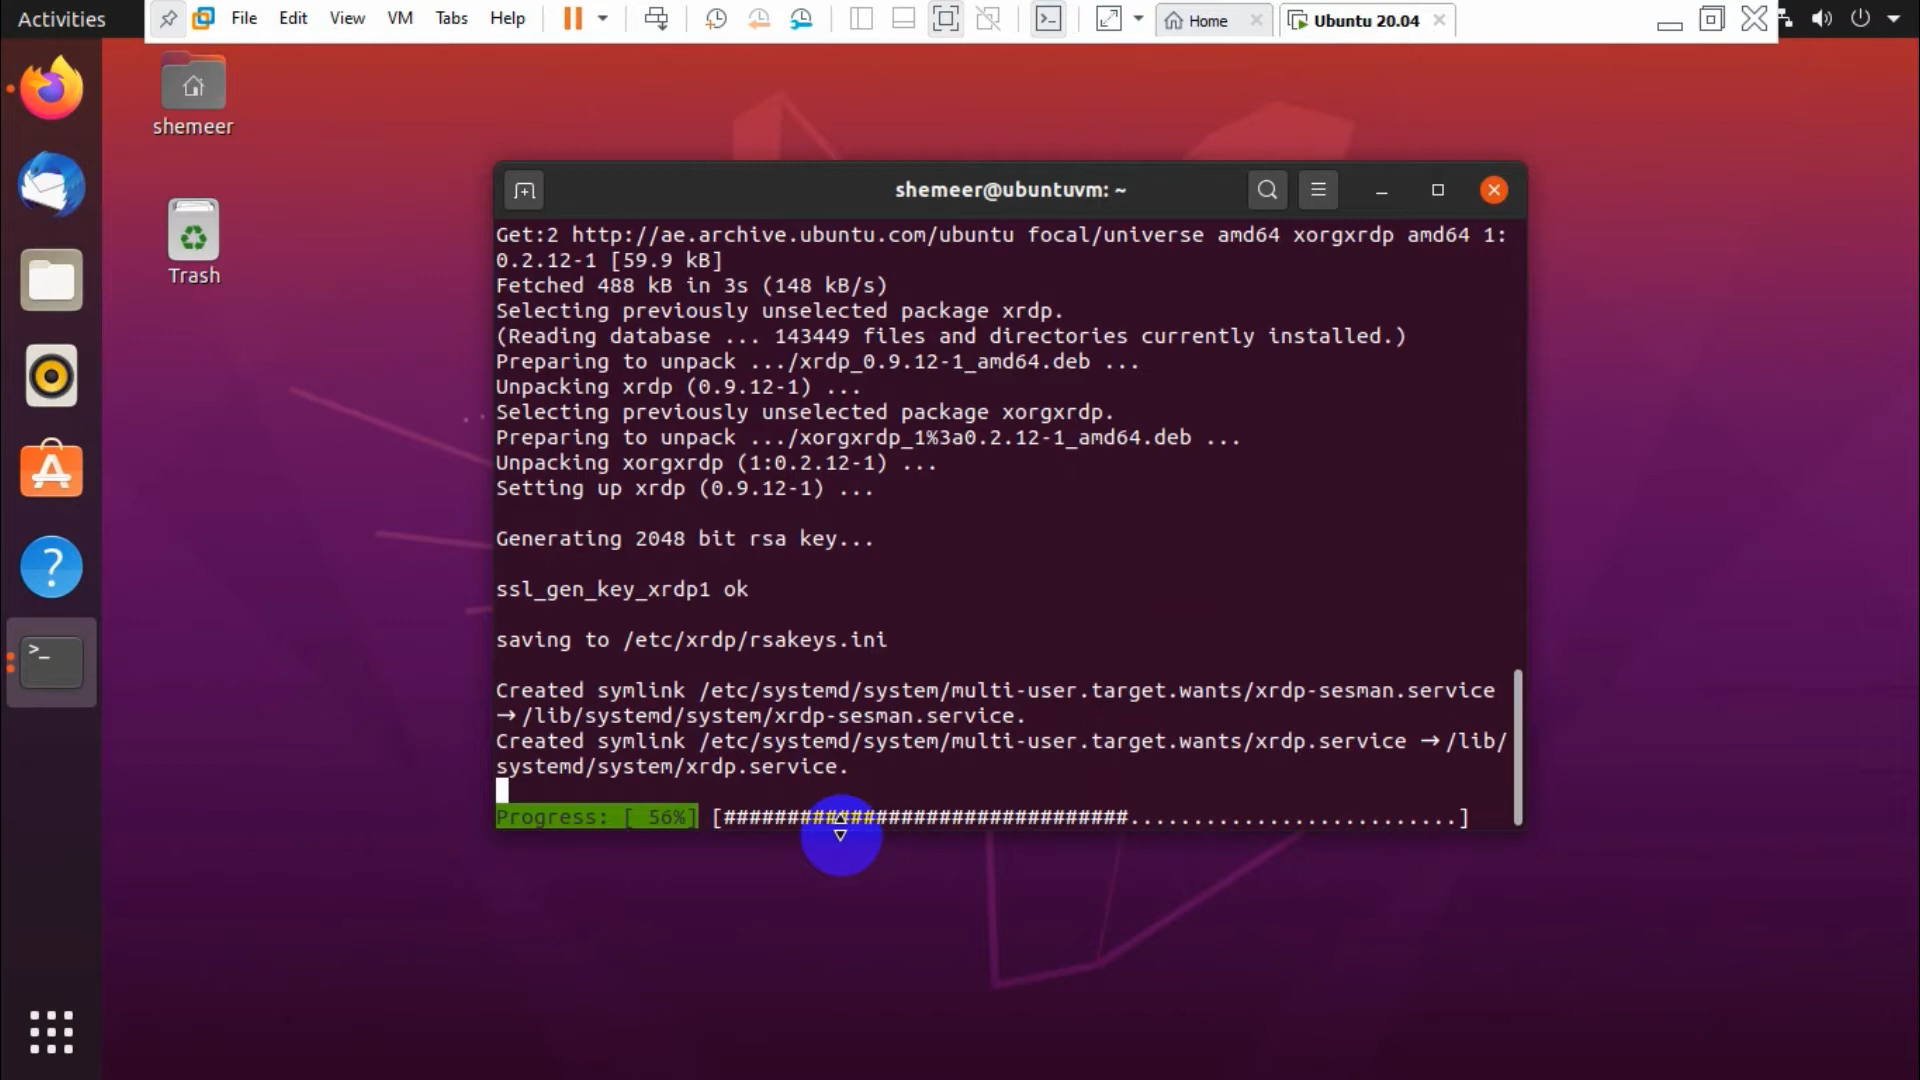 Activities
File Edit View VM Tabs Help
Home
Ubuntu 20.04
shemeer
Trash
shemeer@ubuntuvm: ~
Get:2 http://ae.archive.ubuntu.com/ubuntu focal/universe amd64 xorgxrdp amd64 1:
0.2.12-1 [59.9 kB]
Fetched 488 kB in 3s (148 kB/s)
Selecting previously unselected package xrdp.
(Reading database ... 143449 files and directories currently installed.)
Preparing to unpack .../xrdp_0.9.12-1_amd64.deb ...
Unpacking xrdp (0.9.12-1) ...
Selecting previously unselected package xorgxrdp.
Preparing to unpack .../xorgxrdp_1%3a0.2.12-1_amd64.deb ...
Unpacking xorgxrdp (1:0.2.12-1) ...
Setting up xrdp (0.9.12-1) ...
Generating 2048 bit rsa key...
ssl_gen_key_xrdp1 ok
saving to /etc/xrdp/rsakeys.ini
Created symlink /etc/systemd/system/multi-user.target.wants/xrdp-sesman.service
→ /lib/systemd/system/xrdp-sesman.service.
Created symlink /etc/systemd/system/multi-user.target.wants/xrdp.service → /lib/
systemd/system/xrdp.service.
Progress: [ 56%] [################################..........................]